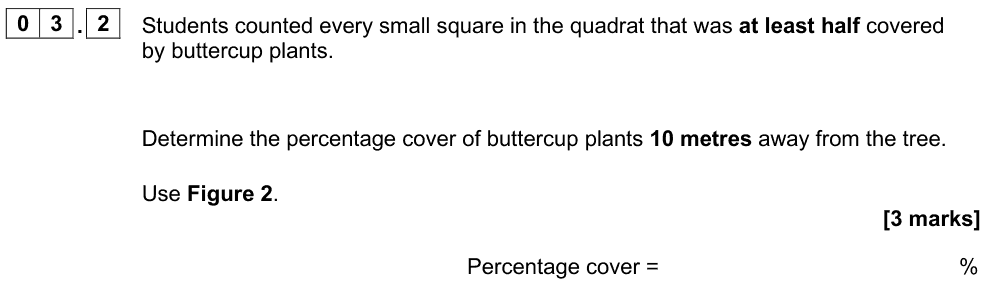 0 3 . 2 Students counted every small square in the quadrat that was at least half covered
by buttercup plants.
Determine the percentage cover of buttercup plants 10 metres away from the tree.
Use Figure 2.
[3 marks]
Percentage cover = %